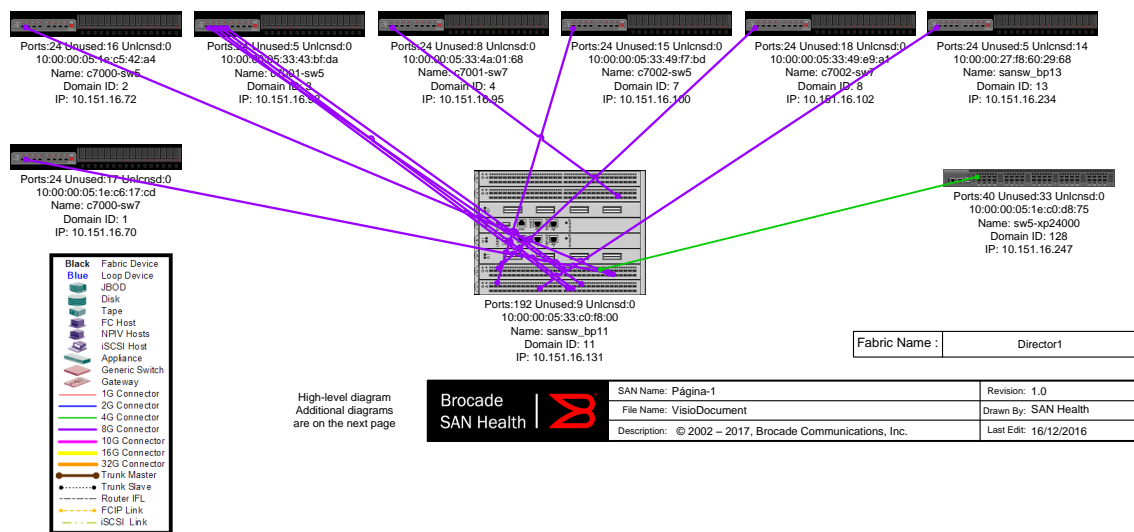 Ports:24 Unused:16 Unlcnsd:0
10:00:00:05:1e:c5:42:a4
Name: c7000-sw5
Domain ID: 2
IP: 10.151.16.72
Unused:5 Unlcnsd:0
10:00:00:05:33:43:bf:da
Name: c7001-sw5
Domain ID: 3
Ports:24 Unused:8 Unlcnsd:0
10:00:00:05:33:4a:01:68
Name: c7001-sw7
Domain ID: 4
IP: 10.151.16.95
Ports:24 Unused:15 Unlcnsd:0
10:00:00:05:33:49:f7:bd
Name: c7002-sw5
Domain ID: 7
IP: 10.151.16.100
Ports:24 Unused:18 Unlcnsd:0
10:00:00:05:33:49:e9:a1
Name: c7002-sw7
Domain ID: 8
IP: 10.151.16.102
Ports:24 Unused:5 Unlcnsd:14
10:00:00:27:f8:60:29:68
Name: sansw_bp13
Domain ID: 13
IP: 10.151.16.234
Ports:24 Unused:17 Unlcnsd:0
10:00:00:05:1e:c6:17:cd
Name: c7000-sw7
Domain ID: 1
IP: 10.151.16.70
Ports:40 Unused:33 Unlcnsd:0
10:00:00:05:1e:c0:d8:75
Name: sw5-xp24000
Domain ID: 128
IP: 10.151.16.247
Ports:192 Unused:9 Unlcnsd:0
10:00:00:05:33:c0:f8:00
Name: sansw_bp11
Domain ID: 11
IP: 10.151.16.131
Black Fabric Device
Blue Loop Device
JBOD
Disk
Tape
FC Host
NPIV Hosts
iSCSI Host
Appliance
Generic Switch
Gateway
1G Connector
2G Connector
4G Connector
8G Connector
10G Connector
16G Connector
32G Connector
Trunk Master
Trunk Slave
Router IFL
FCIP Link
iSCSI Link
Fabric Name : Director1
High-level diagram
Additional diagrams
are on the next page
Brocade
SAN Health
SAN Name: Página-1
Revision: 1.0
File Name: VisioDocument
Drawn By: SAN Health
Description: © 2002 – 2017, Brocade Communications, Inc.
Last Edit: 16/12/2016